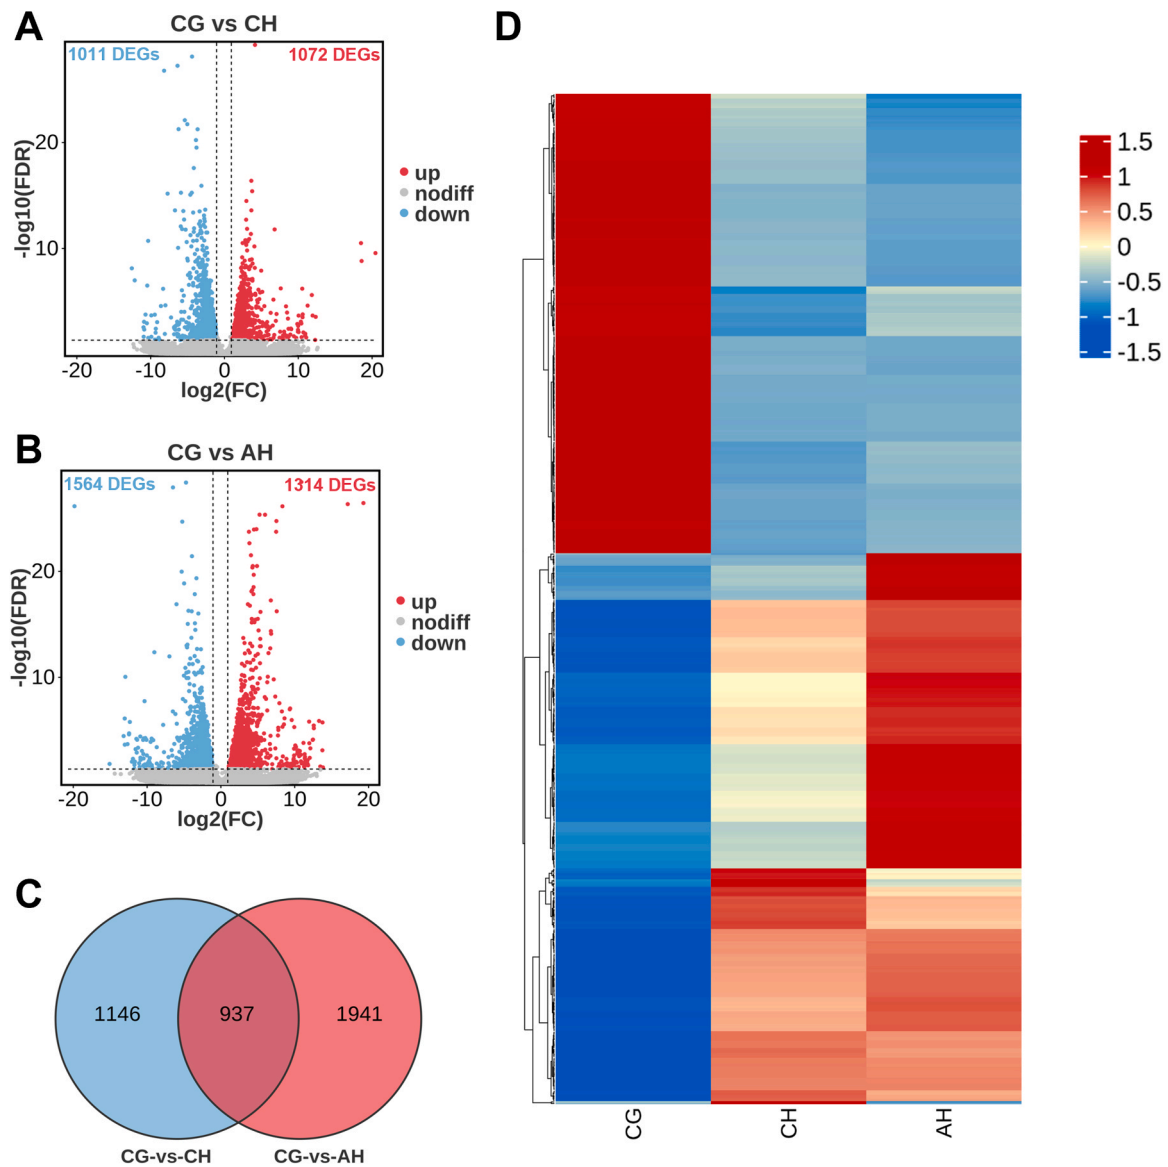 A
CG vs CH
1011 DEGs
1072 DEGs
20
10
-log10(FDR)
-20
-10
0
10
20
log2(FC)
up
nodiff
down
B
CG vs AH
1564 DEGs
1314 DEGs
20
10
-log10(FDR)
-20
-10
0
10
20
log2(FC)
up
nodiff
down
C
1146
937
1941
CG-vs-CH
CG-vs-AH
D
1.5
1
0.5
0
-0.5
-1
-1.5
CG
CH
AH